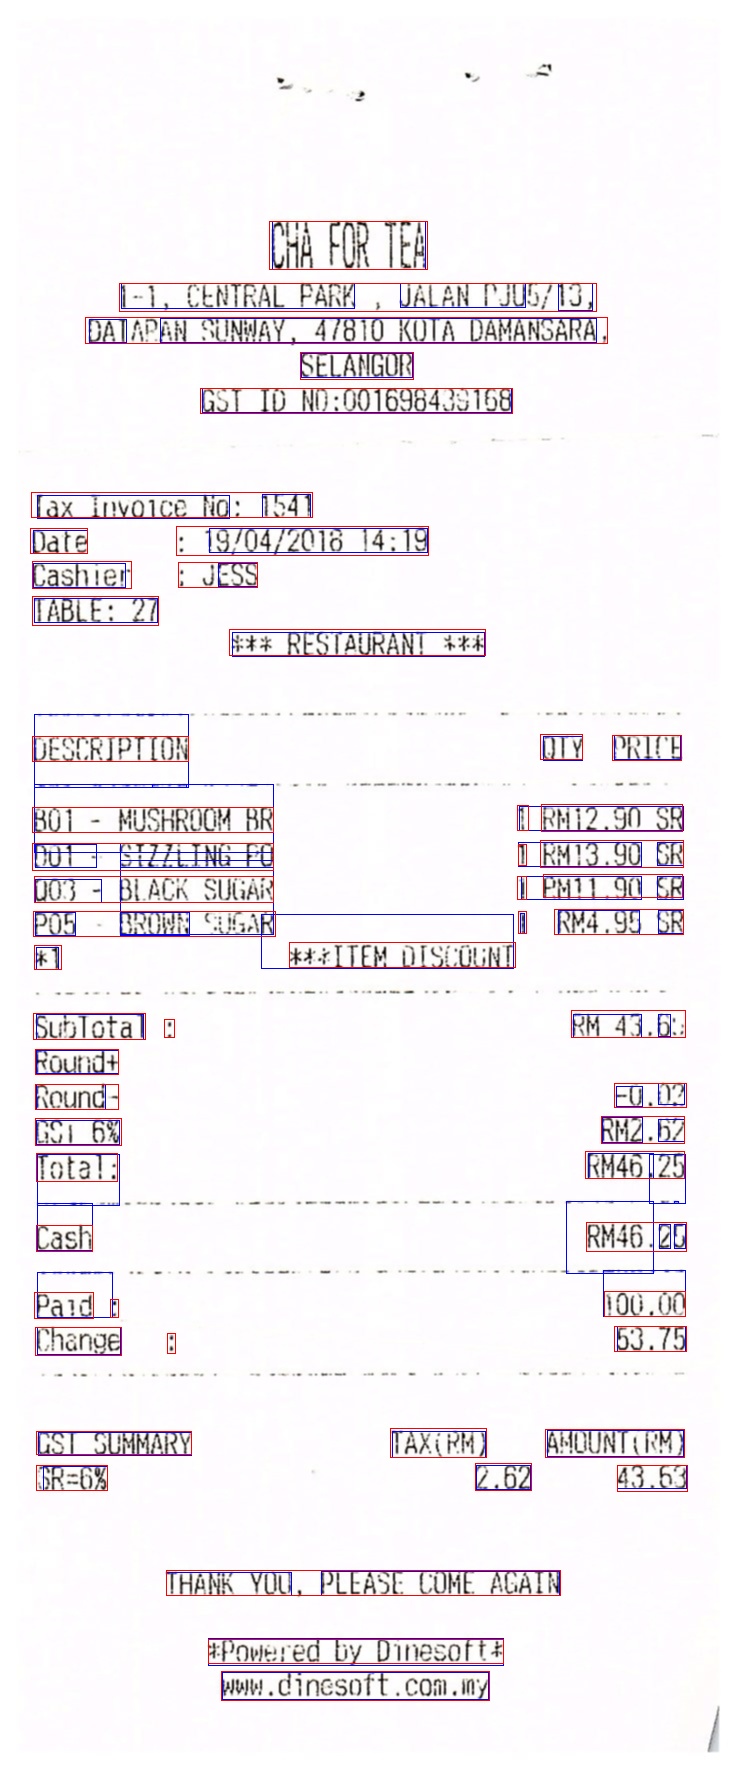 CHA FOR TEA
1-1, CENTRAL PARK , JALAN PJU5/13,
DATARAN SUNWAY, 47810 KOTA DAMANSARA,
SELANGOR
GST ID NO:001698439168
Tax Invoice No: 1541
Date : 19/04/2018 14:19
Cashier : JESS
TABLE: 27
*** RESTAURANT ***
DESCRIPTION QTY PRICE
B01 - MUSHROOM BR 1 RM12.90 SR
D01 - SIZZLING PO 1 RM13.90 SR
Q03 - BLACK SUGAR 1 RM11.90 SR
P05 - BROWN SUGAR 1 RM4.95 SR
*1 ***ITEM DISCOUNT
SubTotal : RM 43.65
Round+
Round- -0.02
GST 6% RM2.62
Total: RM46.25
Cash RM46.25
Paid : 100.00
Change : 53.75
GST SUMMARY TAX(RM) AMOUNT(RM)
SR=6% 2.62 43.63
THANK YOU, PLEASE COME AGAIN
*Powered by Dinesoft*
www.dinesoft.com.my